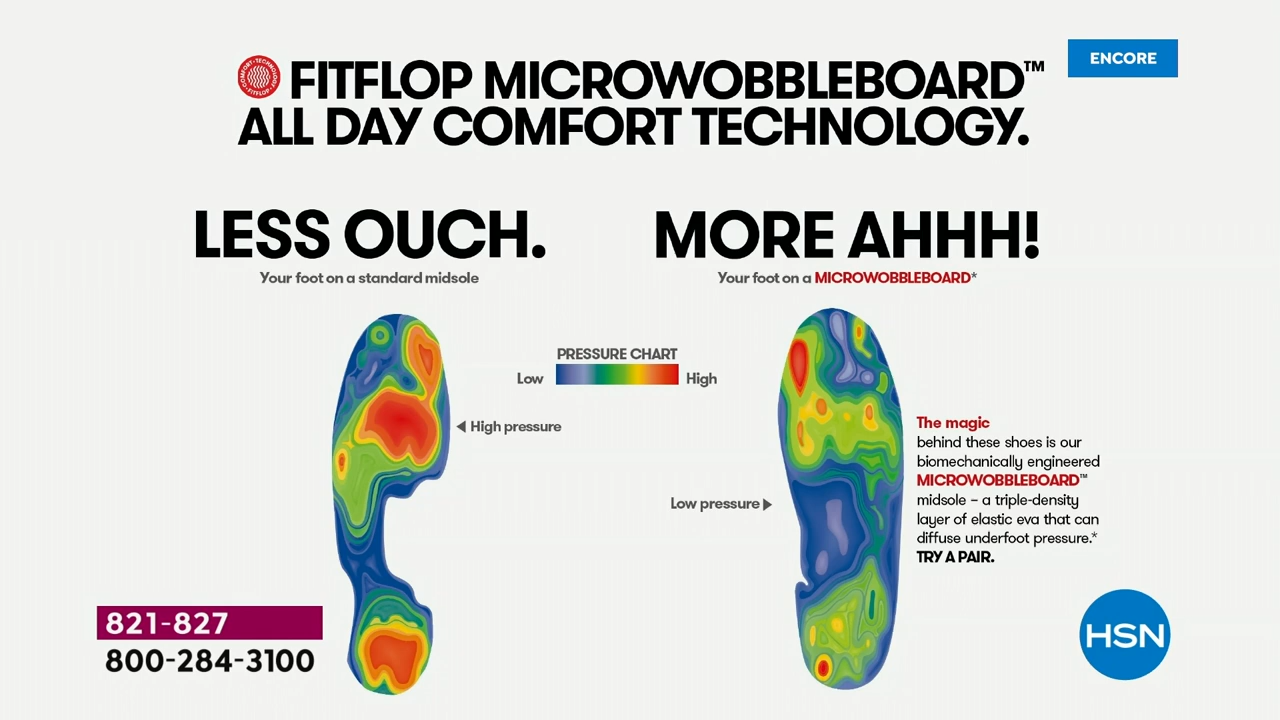 ENCORE
FITFLOP MICROWOBBLEBOARD™
ALL DAY COMFORT TECHNOLOGY.
LESS OUCH.
Your foot on a standard midsole
MORE AHHH!
Your foot on a MICROWOBBLEBOARD*
PRESSURE CHART
Low
High
High pressure
Low pressure
The magic
behind these shoes is our
biomechanically engineered
MICROWOBBLEBOARD™
midsole – a triple-density
layer of elastic eva that can
diffuse underfoot pressure.*
TRY A PAIR.
821-827
800-284-3100
HSN